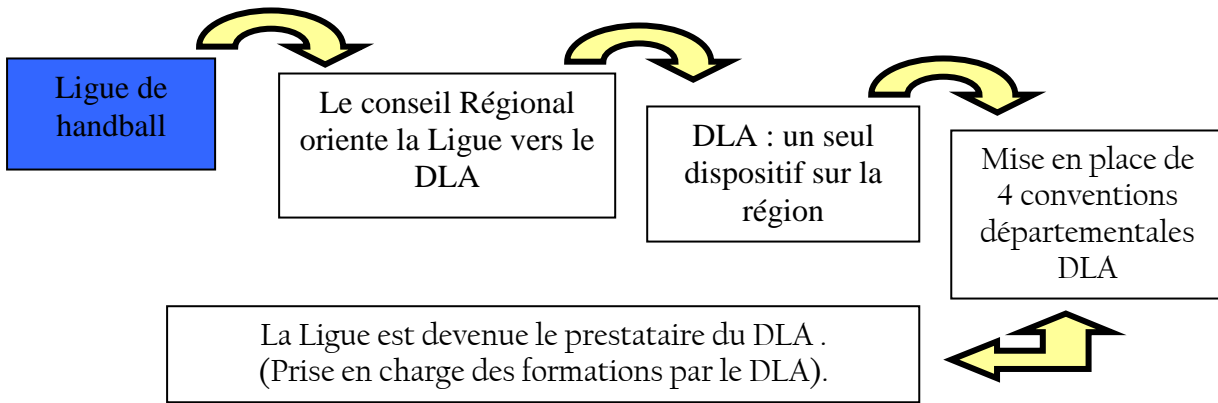 Ligue de
handball
Le conseil Régional
oriente la Ligue vers le
DLA
DLA : un seul
dispositif sur la
région
Mise en place de
4 conventions
départementales
DLA
La Ligue est devenue le prestataire du DLA .
(Prise en charge des formations par le DLA).